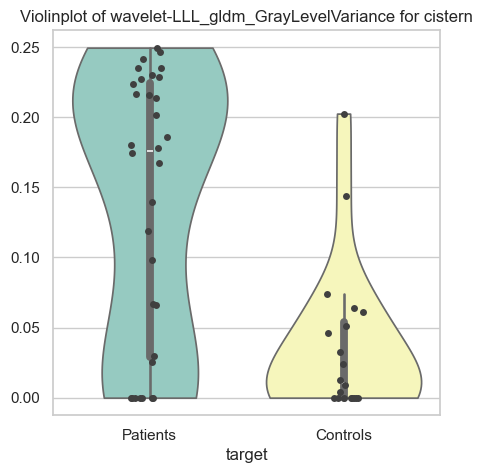 Violinplot of wavelet-LLL_gldm_GrayLevelVariance for cistern
0.25
0.20
0.15
0.10
0.05
0.00
Patients Controls
target